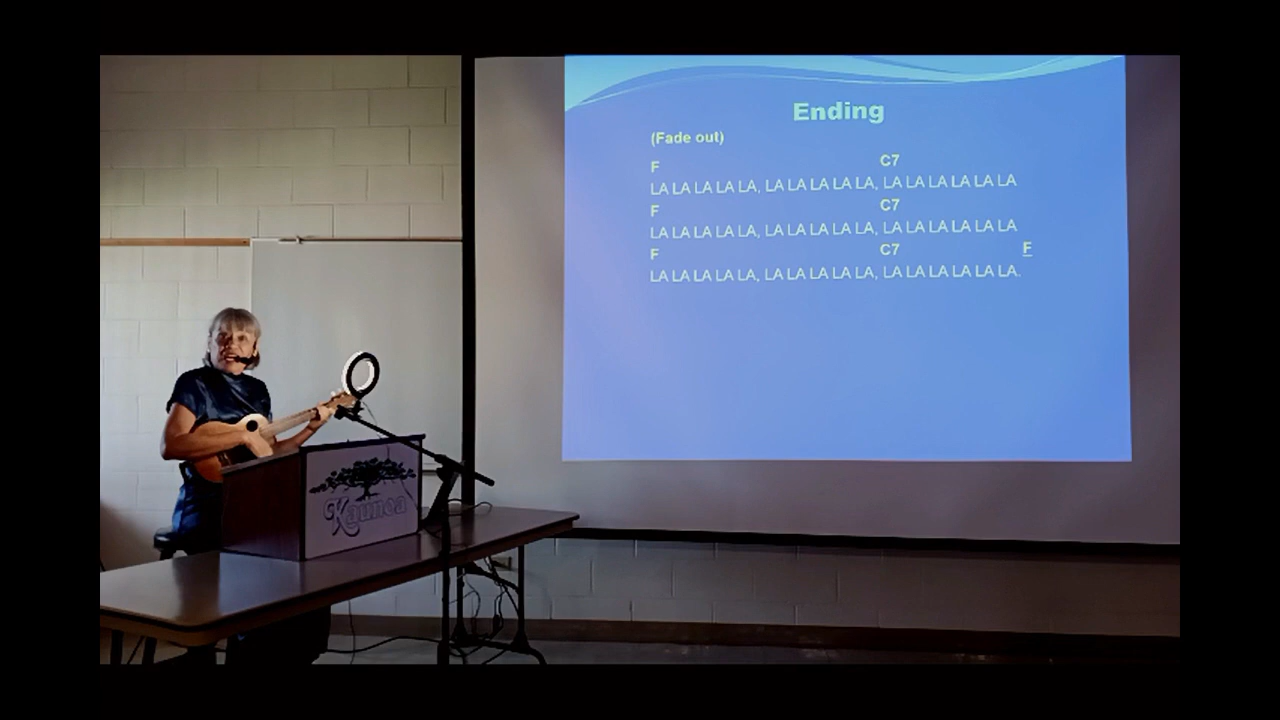 Ending
(Fade out)
F C7
LA LA LA LA LA, LA LA LA LA LA, LA LA LA LA LA LA
F C7
LA LA LA LA LA, LA LA LA LA LA, LA LA LA LA LA LA
F C7 F
LA LA LA LA LA, LA LA LA LA LA, LA LA LA LA LA LA.
Kaunoa